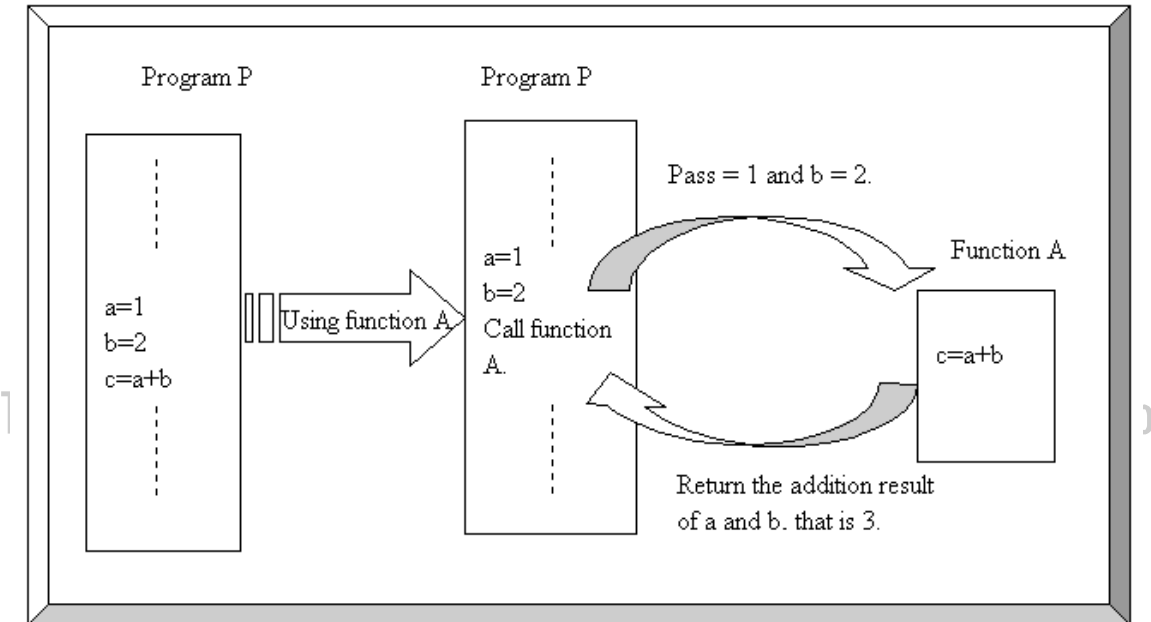 Program P
a=1
b=2
c=a+b
Using function A
Program P
a=1
b=2
Call function
A.
Pass = 1 and b = 2.
Function A
c=a+b
Return the addition result
of a and b. that is 3.